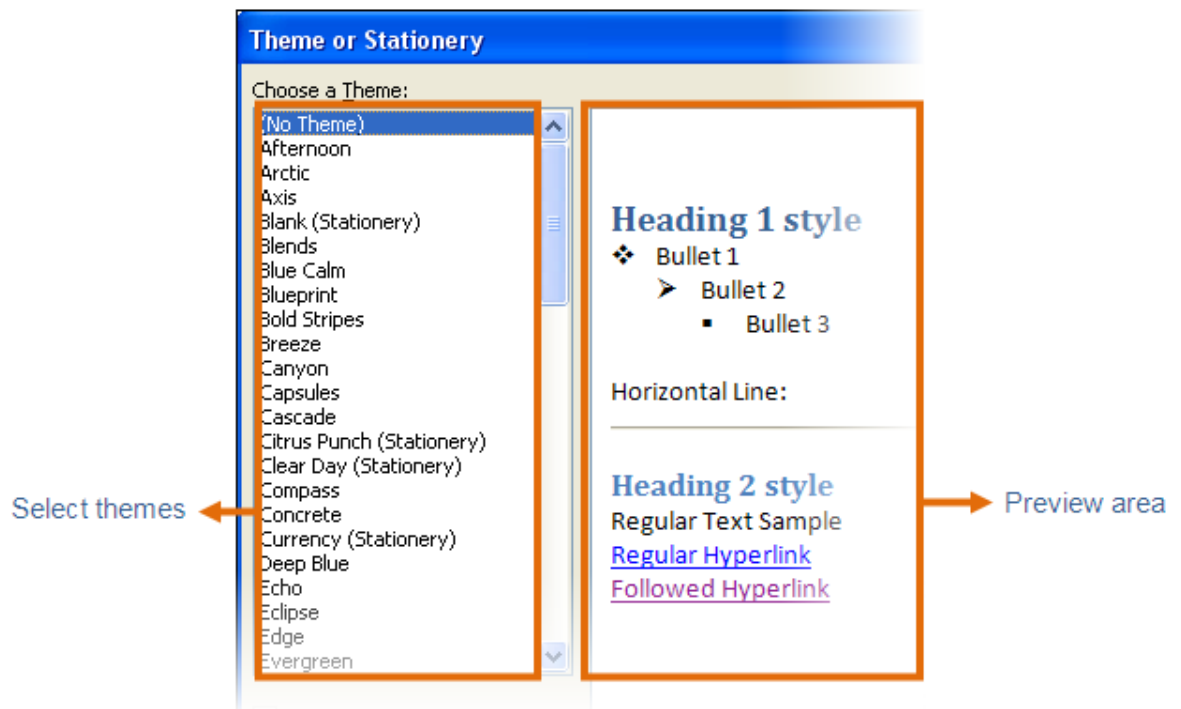 Theme or Stationery
Choose a Theme:
(No Theme)
Afternoon
Arctic
Axis
Blank (Stationery)
Blends
Blue Calm
Blueprint
Bold Stripes
Breeze
Canyon
Capsules
Cascade
Citrus Punch (Stationery)
Clear Day (Stationery)
Compass
Concrete
Currency (Stationery)
Deep Blue
Echo
Eclipse
Edge
Evergreen
Select themes
Heading 1 style
Bullet 1
Bullet 2
Bullet 3
Horizontal Line:
Heading 2 style
Regular Text Sample
Regular Hyperlink
Followed Hyperlink
Preview area